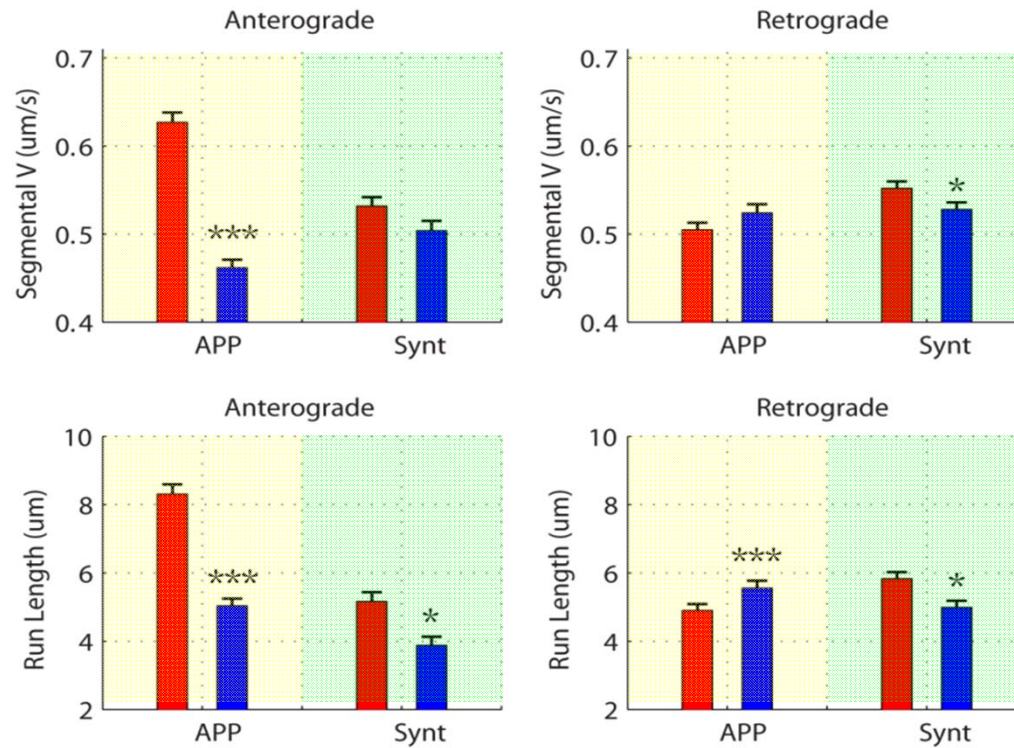 Anterograde
Segmental V (um/s)
0.7
0.6
0.5
0.4
***
APP
Synt
Retrograde
Segmental V (um/s)
0.7
0.6
0.5
0.4
*
APP
Synt
Anterograde
Run Length (um)
10
8
6
4
2
***
*
APP
Synt
Retrograde
Run Length (um)
10
8
6
4
2
***
*
APP
Synt